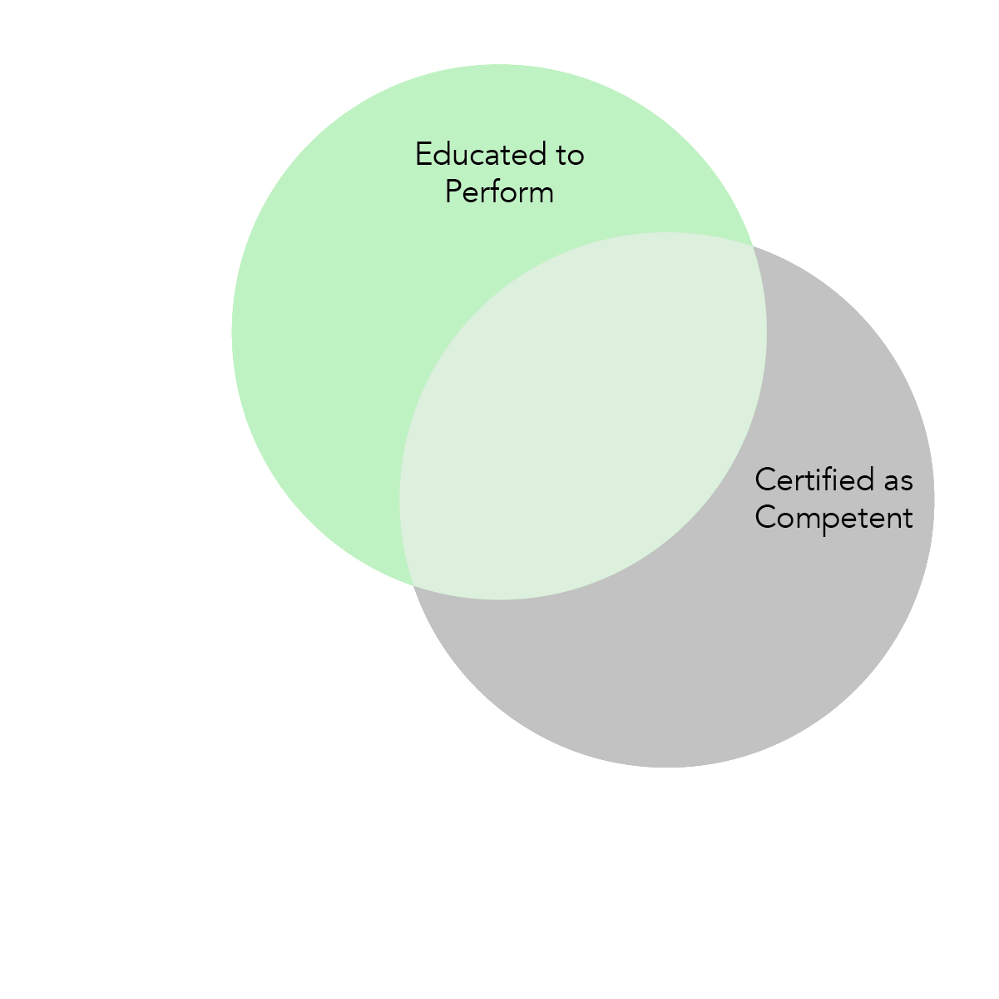 Educated to
Perform
Certified as
Competent